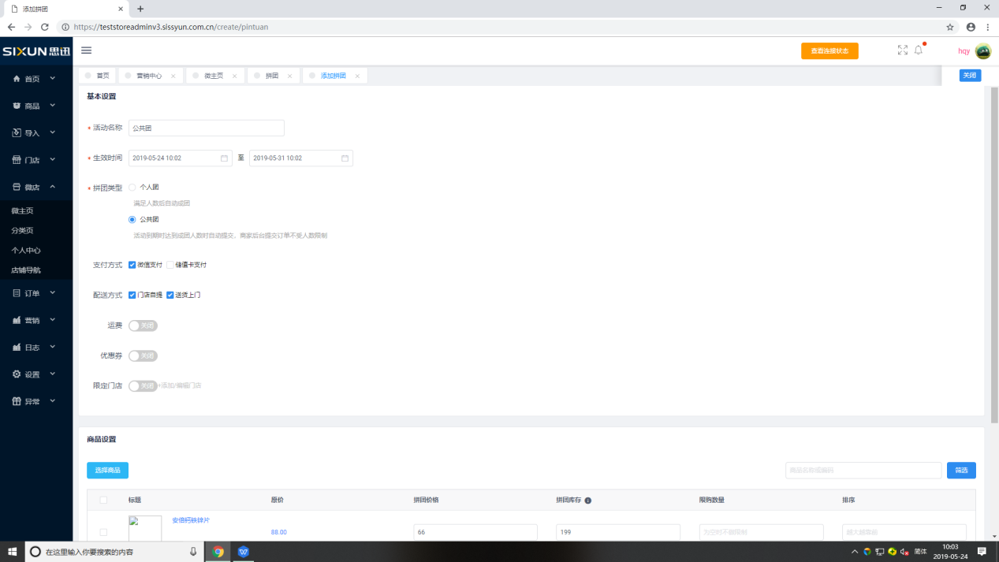 添加拼团
https://teststoreadminv3.sissyun.com.cn/create/pintuan
SIXUN思迅
查看连接状态
hqy
首页
营销中心
微主页
拼团
添加拼团
关闭
首页
商品
导入
门店
微店
微主页
分类页
个人中心
店铺导航
订单
营销
日志
设置
异常
基本设置
* 活动名称 公共团
* 生效时间 2019-05-24 10:02 至 2019-05-31 10:02
* 拼团类型 个人团
满足人数后自动成团
公共团
活动到期时达到成团人数时自动提交，商家后台提交订单不受人数限制
支付方式 微信支付 储值卡支付
配送方式 门店自提 送货上门
运费 关闭
优惠券 关闭
限定门店 关闭 +添加/编辑门店
商品设置
选择商品
商品名称或编码 筛选
标题 原价 拼团价格 拼团库存 限购数量 排序
安倍钙铁锌片
88.00 66 199 为空时不做限制 越大越靠前
在这里输入你要搜索的内容
简体
10:03
2019-05-24